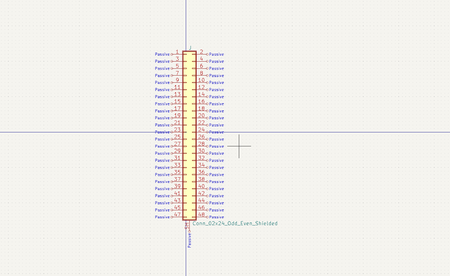 Passive 1 2 Passive
Passive 3 4 Passive
Passive 5 6 Passive
Passive 7 8 Passive
Passive 9 10 Passive
Passive 11 12 Passive
Passive 13 14 Passive
Passive 15 16 Passive
Passive 17 18 Passive
Passive 19 20 Passive
Passive 21 22 Passive
Passive 23 24 Passive
Passive 25 26 Passive
Passive 27 28 Passive
Passive 29 30 Passive
Passive 31 32 Passive
Passive 33 34 Passive
Passive 35 36 Passive
Passive 37 38 Passive
Passive 39 40 Passive
Passive 41 42 Passive
Passive 43 44 Passive
Passive 45 46 Passive
Passive 47 48 Passive
Conn_02x24_Odd_Even_Shielded
Passive